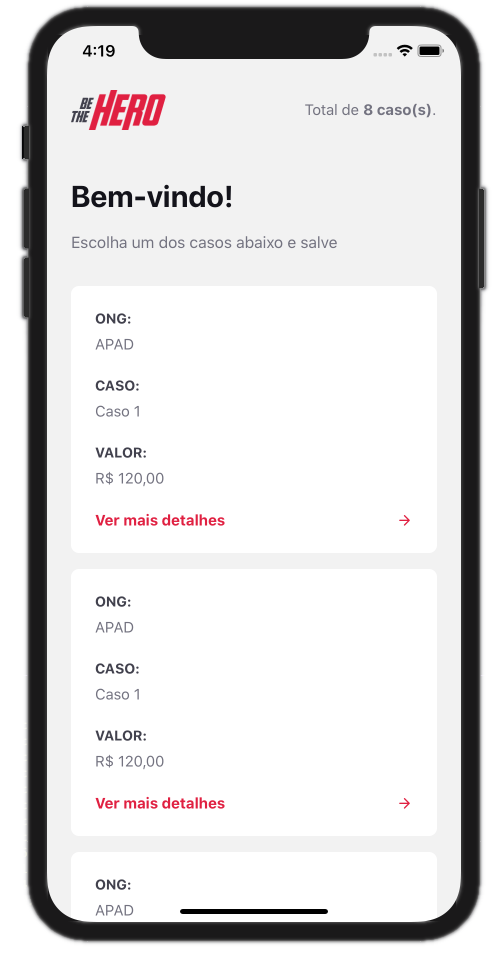 4:19
BE
THE HERO
Total de 8 caso(s).
Bem-vindo!
Escolha um dos casos abaixo e salve
ONG:
APAD
CASO:
Caso 1
VALOR:
R$ 120,00
Ver mais detalhes
ONG:
APAD
CASO:
Caso 1
VALOR:
R$ 120,00
Ver mais detalhes
ONG:
APAD